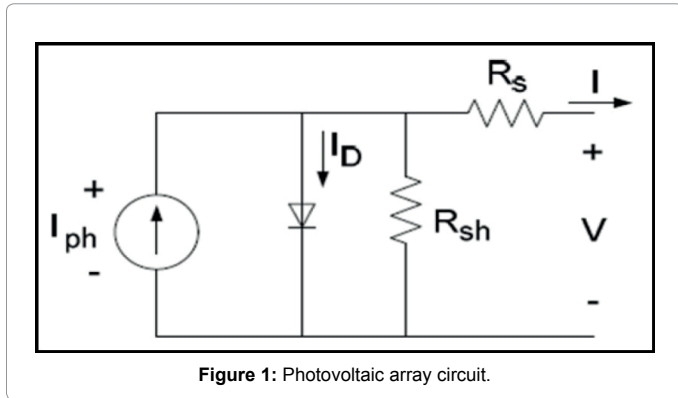 R_s
I
+
I_D
+
I_ph
-
R_sh
V
-
Figure 1: Photovoltaic array circuit.